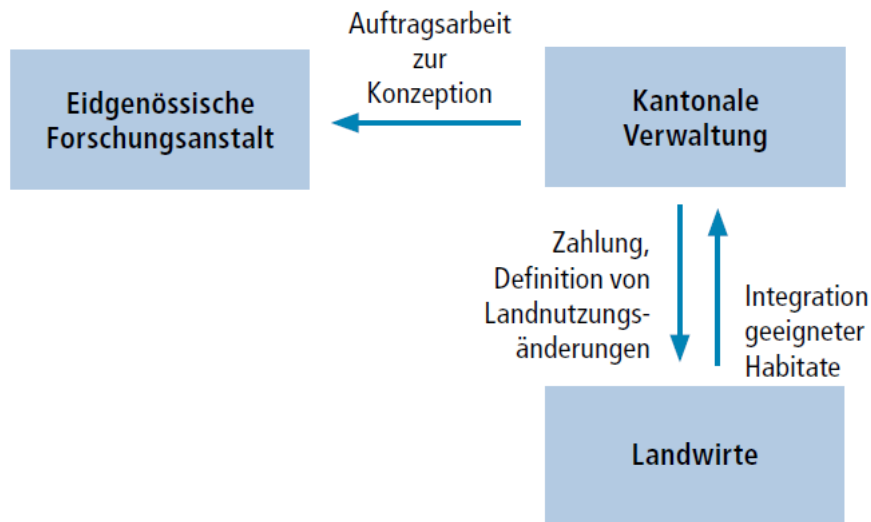 Auftragsarbeit
zur
Konzeption
Eidgenössische
Forschungsanstalt
Kantonale
Verwaltung
Zahlung,
Definition von
Landnutzungs-
änderungen
Integration
geeigneter
Habitate
Landwirte